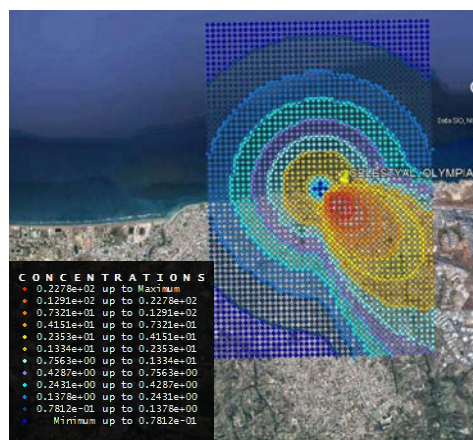 Data SIO, N
CELESTYAL OLYMPIA
CONCENTRATIONS
0.2278e+02 up to Maximum
0.1291e+02 up to 0.2278e+02
0.7321e+01 up to 0.1291e+02
0.4151e+01 up to 0.7321e+01
0.2353e+01 up to 0.4151e+01
0.1334e+01 up to 0.2353e+01
0.7563e+00 up to 0.1334e+01
0.4287e+00 up to 0.7563e+00
0.2431e+00 up to 0.4287e+00
0.1378e+00 up to 0.2431e+00
0.7812e-01 up to 0.1378e+00
Minimum up to 0.7812e-01